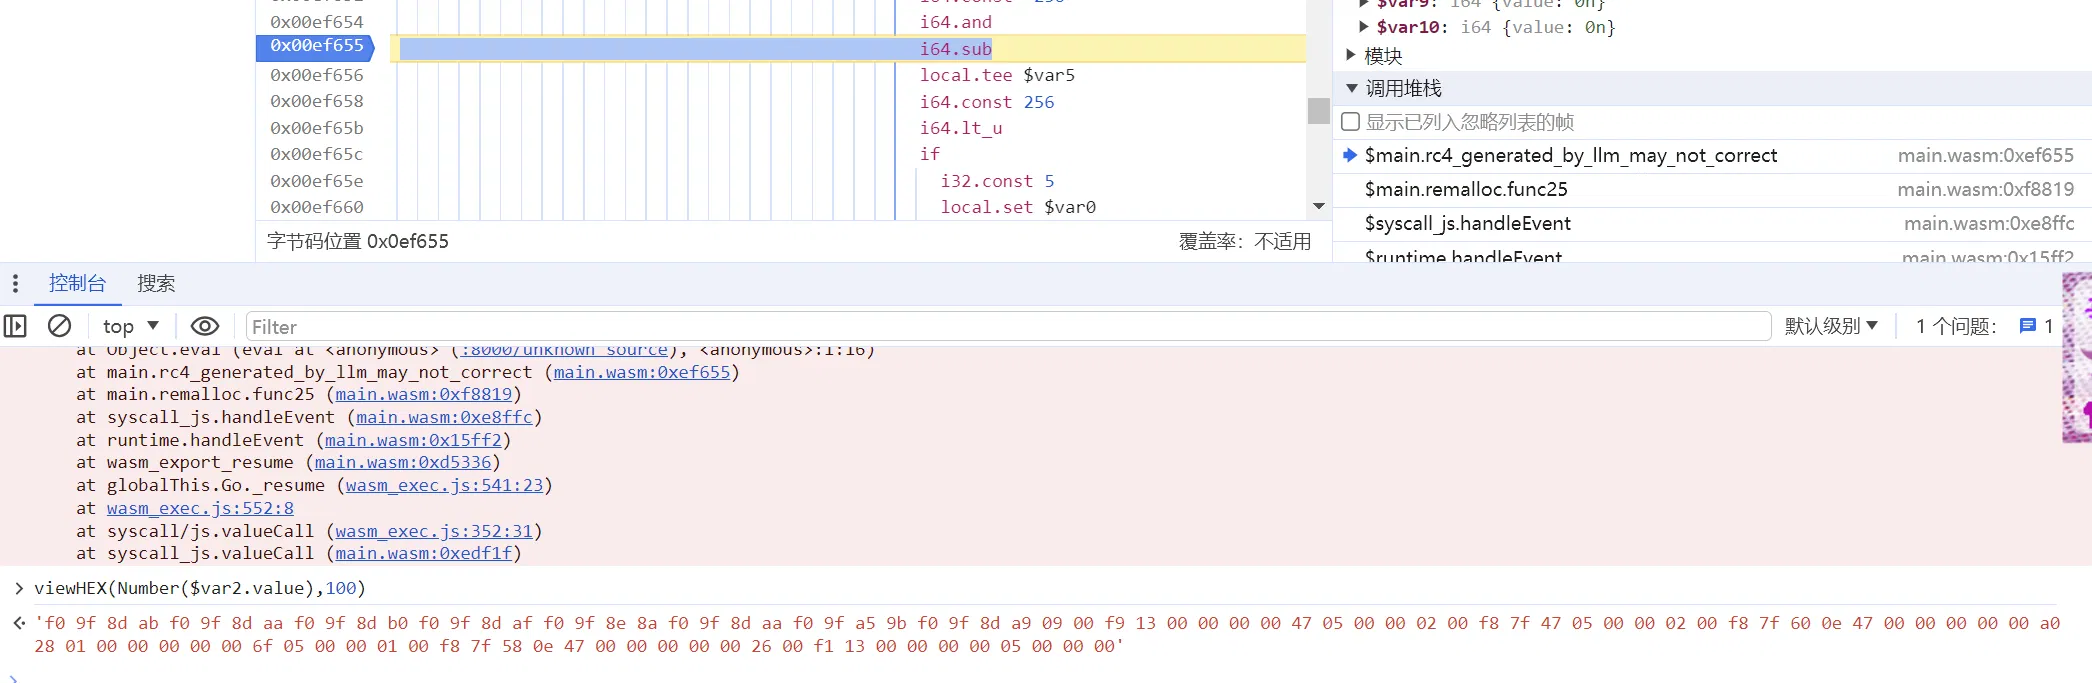 i64.const -256
0x00ef654 i64.and
0x00ef655 i64.sub
0x00ef656 local.tee $var5
0x00ef658 i64.const 256
0x00ef65b i64.lt_u
0x00ef65c if
0x00ef65e i32.const 5
0x00ef660 local.set $var0
字节码位置 0x0ef655 覆盖率：不适用
$var9: i64 {value: 0n}
$var10: i64 {value: 0n}
模块
调用堆栈
显示已列入忽略列表的帧
$main.rc4_generated_by_llm_may_not_correct main.wasm:0xef655
$main.remalloc.func25 main.wasm:0xf8819
$syscall_js.handleEvent main.wasm:0xe8ffc
$runtime.handleEvent main.wasm:0x15ff2
控制台 搜索
top Filter 默认级别 1 个问题： 1
at Object.eval (eval at <anonymous> (:8000/unknown source), <anonymous>:1:16)
at main.rc4_generated_by_llm_may_not_correct (main.wasm:0xef655)
at main.remalloc.func25 (main.wasm:0xf8819)
at syscall_js.handleEvent (main.wasm:0xe8ffc)
at runtime.handleEvent (main.wasm:0x15ff2)
at wasm_export_resume (main.wasm:0xd5336)
at globalThis.Go._resume (wasm_exec.js:541:23)
at wasm_exec.js:552:8
at syscall/js.valueCall (wasm_exec.js:352:31)
at syscall_js.valueCall (main.wasm:0xedf1f)
> viewHEX(Number($var2.value),100)
'f0 9f 8d ab f0 9f 8d aa f0 9f 8d b0 f0 9f 8d af f0 9f 8e 8a f0 9f 8d aa f0 9f a5 9b f0 9f 8d a9 09 00 f9 13 00 00 00 00 47 05 00 00 02 00 f8 7f 47 05 00 00 02 00 f8 7f 60 0e 47 00 00 00 00 00 a0
28 01 00 00 00 00 00 6f 05 00 00 01 00 f8 7f 58 0e 47 00 00 00 00 00 26 00 f1 13 00 00 00 00 05 00 00 00'